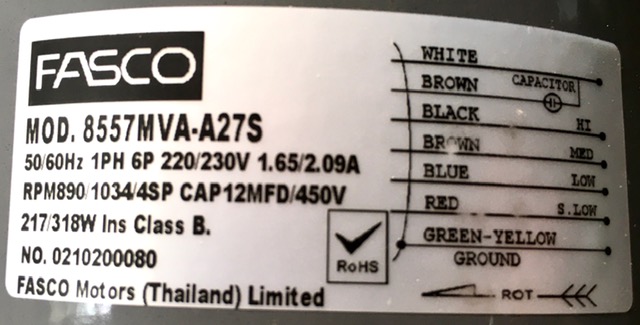 FASCO
MOD. 8557MVA-A27S
50/60Hz 1PH 6P 220/230V 1.65/2.09A
RPM890/1034/4SP CAP12MFD/450V
217/318W Ins Class B.
NO. 0210200080
FASCO Motors (Thailand) Limited
RoHS
WHITE
BROWN CAPACITOR
BLACK HI
BROWN MED
BLUE LOW
RED S.LOW
GREEN-YELLOW
GROUND
ROT